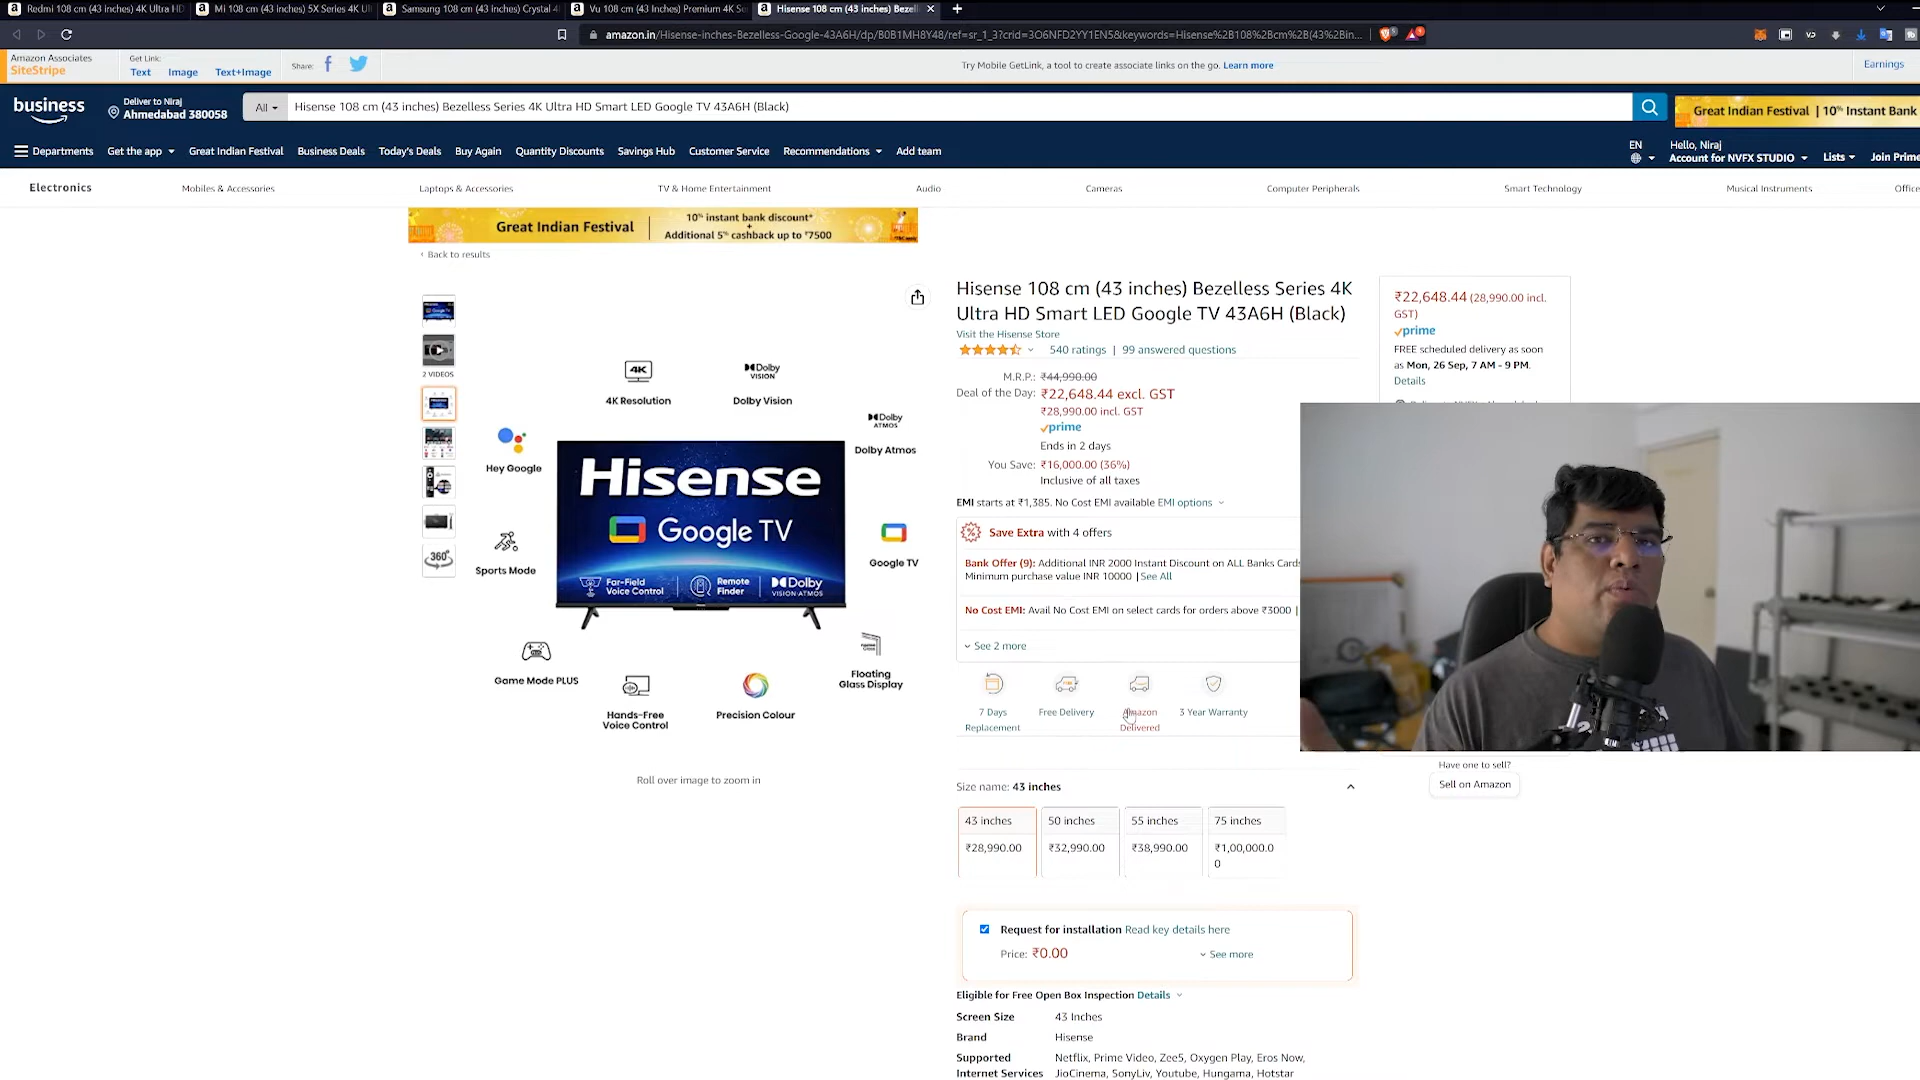 Redmi 108 cm (43 inches) 4K Ultra HD
Mi 108 cm (43 inches) 5X Series 4K Ul
Samsung 108 cm (43 inches) Crystal 4
Vu 108 cm (43 Inches) Premium 4K Se
Hisense 108 cm (43 inches) Bezell
amazon.in/Hisense-inches-Bezelless-Google-43A6H/dp/B0B1MH8Y48/ref=sr_1_3?crid=3O6NFD2YY1EN5&keywords=Hisense%2B108%2Bcm%2B(43%2Bin...
Amazon Associates
SiteStripe
Get Link:
Text Image Text+Image
Share:
Try Mobile GetLink, a tool to create associate links on the go. Learn more
Earnings
business
Deliver to Niraj
Ahmedabad 380058
All
Hisense 108 cm (43 inches) Bezelless Series 4K Ultra HD Smart LED Google TV 43A6H (Black)
Great Indian Festival | 10% Instant Bank
Departments Get the app Great Indian Festival Business Deals Today's Deals Buy Again Quantity Discounts Savings Hub Customer Service Recommendations Add team
EN
Hello, Niraj
Account for NVFX STUDIO
Lists
Join Prime
Electronics Mobiles & Accessories Laptops & Accessories TV & Home Entertainment Audio Cameras Computer Peripherals Smart Technology Musical Instruments Office
Great Indian Festival
10% instant bank discount*
+
Additional 5% cashback up to ₹7500
‹ Back to results
2 VIDEOS
360°
4K
4K Resolution
Dolby
VISION
Dolby Vision
Dolby
ATMOS
Dolby Atmos
Hey Google
Hisense
Google TV
Far-Field
Voice Control
Remote
Finder
Dolby
VISION·ATMOS
Google TV
Sports Mode
Game Mode PLUS
Hands-Free
Voice Control
Precision Colour
Floating
Glass Display
Roll over image to zoom in
Hisense 108 cm (43 inches) Bezelless Series 4K
Ultra HD Smart LED Google TV 43A6H (Black)
Visit the Hisense Store
540 ratings | 99 answered questions
M.R.P.: ₹44,990.00
Deal of the Day: ₹22,648.44 excl. GST
₹28,990.00 incl. GST
prime
Ends in 2 days
You Save: ₹16,000.00 (36%)
Inclusive of all taxes
EMI starts at ₹1,385. No Cost EMI available EMI options
Save Extra with 4 offers
Bank Offer (9): Additional INR 2000 Instant Discount on ALL Banks Cards
Minimum purchase value INR 10000 | See All
No Cost EMI: Avail No Cost EMI on select cards for orders above ₹3000 |
See 2 more
7 Days
Replacement
Free Delivery
Amazon
Delivered
3 Year Warranty
Size name: 43 inches
43 inches
₹28,990.00
50 inches
₹32,990.00
55 inches
₹38,990.00
75 inches
₹1,00,000.0
0
Request for installation Read key details here
Price: ₹0.00
See more
Eligible for Free Open Box Inspection Details
Screen Size 43 Inches
Brand Hisense
Supported Netflix, Prime Video, Zee5, Oxygen Play, Eros Now,
Internet Services JioCinema, SonyLiv, Youtube, Hungama, Hotstar
₹22,648.44 (28,990.00 incl.
GST)
prime
FREE scheduled delivery as soon
as Mon, 26 Sep, 7 AM - 9 PM.
Details
Have one to sell?
Sell on Amazon